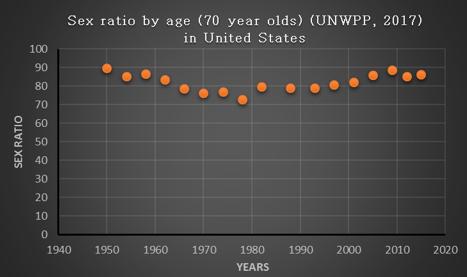 Sex ratio by age (70 year olds) (UNWPP, 2017)
in United States
100
90
80
70
60
50
40
30
20
10
0
SEX RATIO
1940 1950 1960 1970 1980 1990 2000 2010 2020
YEARS